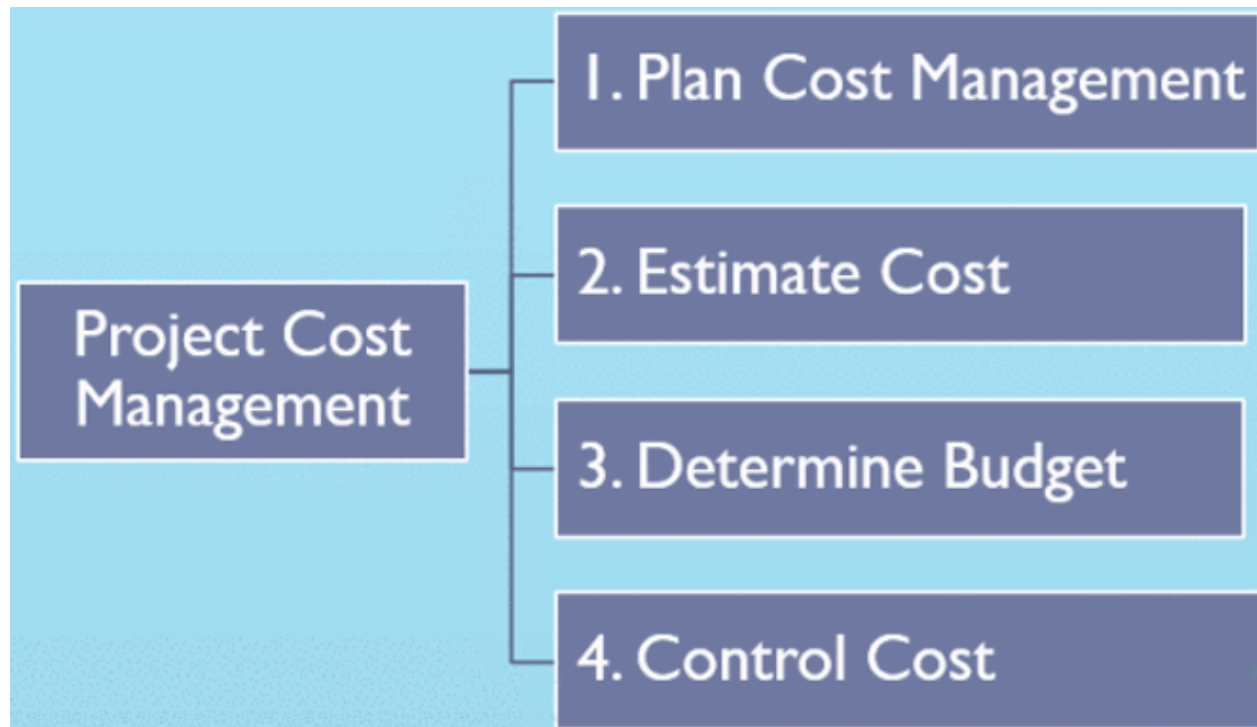 Project Cost
Management
1. Plan Cost Management
2. Estimate Cost
3. Determine Budget
4. Control Cost